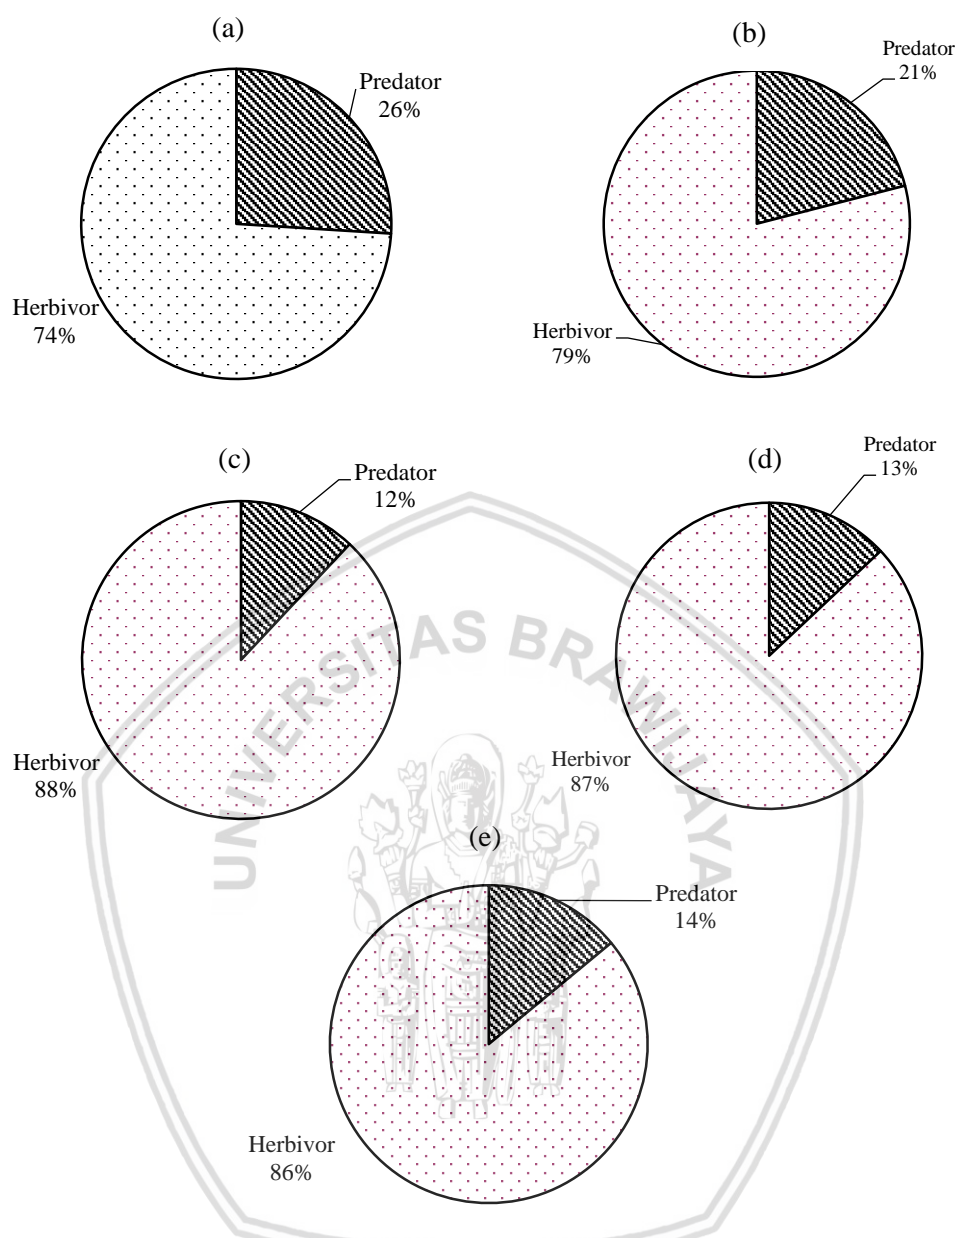 (a)
Predator
26%
Herbivor
74%
(b)
Predator
21%
Herbivor
79%
(c)
Predator
12%
Herbivor
88%
(d)
Predator
13%
Herbivor
87%
UNIVERSITAS BRAWIJAYA
(e)
Predator
14%
Herbivor
86%